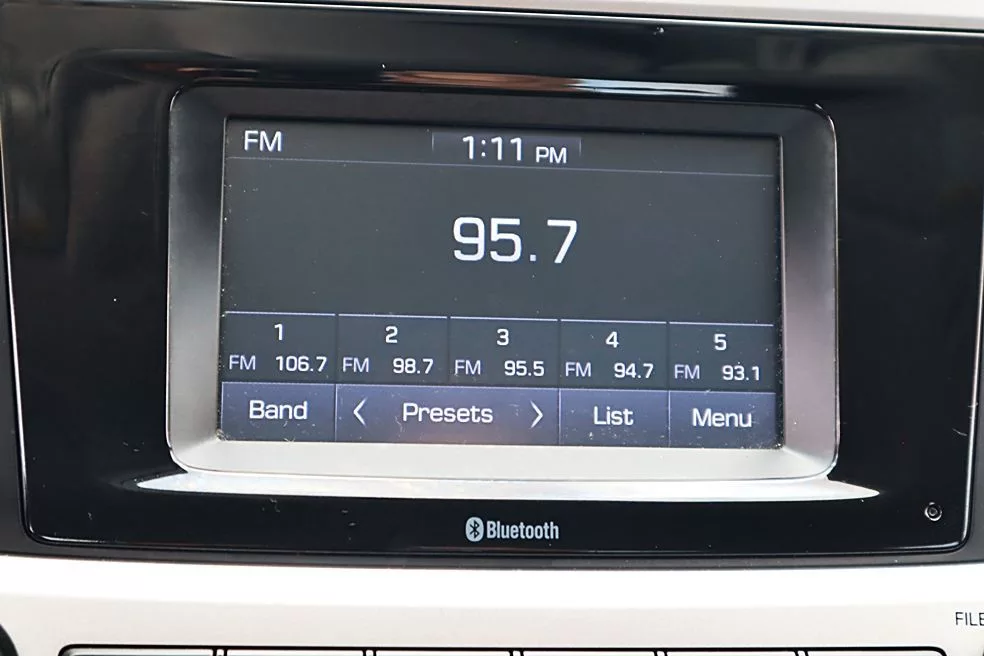 FM 1:11 PM
95.7
1 2 3 4 5
FM 106.7 FM 98.7 FM 95.5 FM 94.7 FM 93.1
Band < Presets > List Menu
Bluetooth
FILE